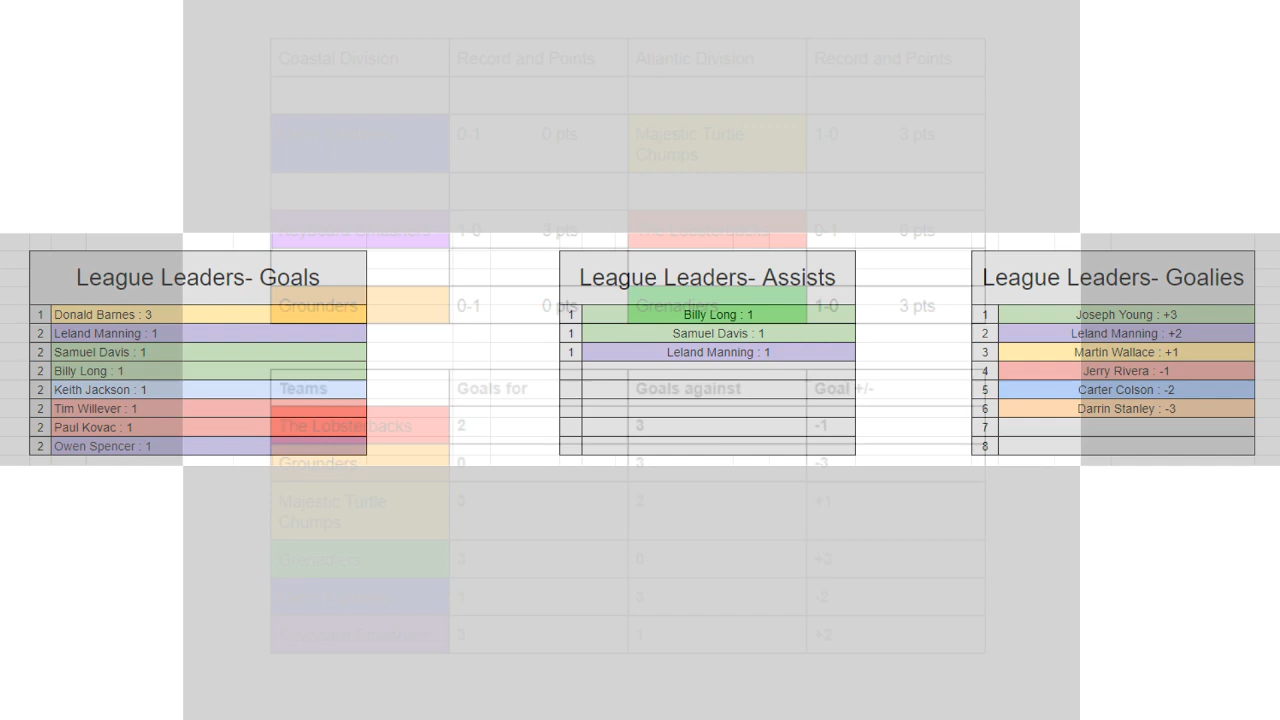 Coastal Division Record and Points Atlantic Division Record and Points
0-1 0 pts Majestic Turtle Chumps 1-0 3 pts
Keyboard Smashers 1-0 3 pts The Lobsterbacks 0-1 0 pts
Grounders 0-1 0 pts Grenadiers 1-0 3 pts
League Leaders- Goals
1 Donald Barnes : 3
2 Leland Manning : 1
2 Samuel Davis : 1
2 Billy Long : 1
2 Keith Jackson : 1
2 Tim Willever : 1
2 Paul Kovac : 1
2 Owen Spencer : 1
League Leaders- Assists
1 Billy Long : 1
1 Samuel Davis : 1
1 Leland Manning : 1
League Leaders- Goalies
1 Joseph Young : +3
2 Leland Manning : +2
3 Martin Wallace : +1
4 Jerry Rivera : -1
5 Carter Colson : -2
6 Darrin Stanley : -3
7
8
Teams Goals for Goals against Goal +/-
The Lobsterbacks 2 3 -1
Grounders 0 3 -3
Majestic Turtle Chumps 3 2 +1
Grenadiers 3 0 +3
1 3 -2
Keyboard Smashers 3 1 +2